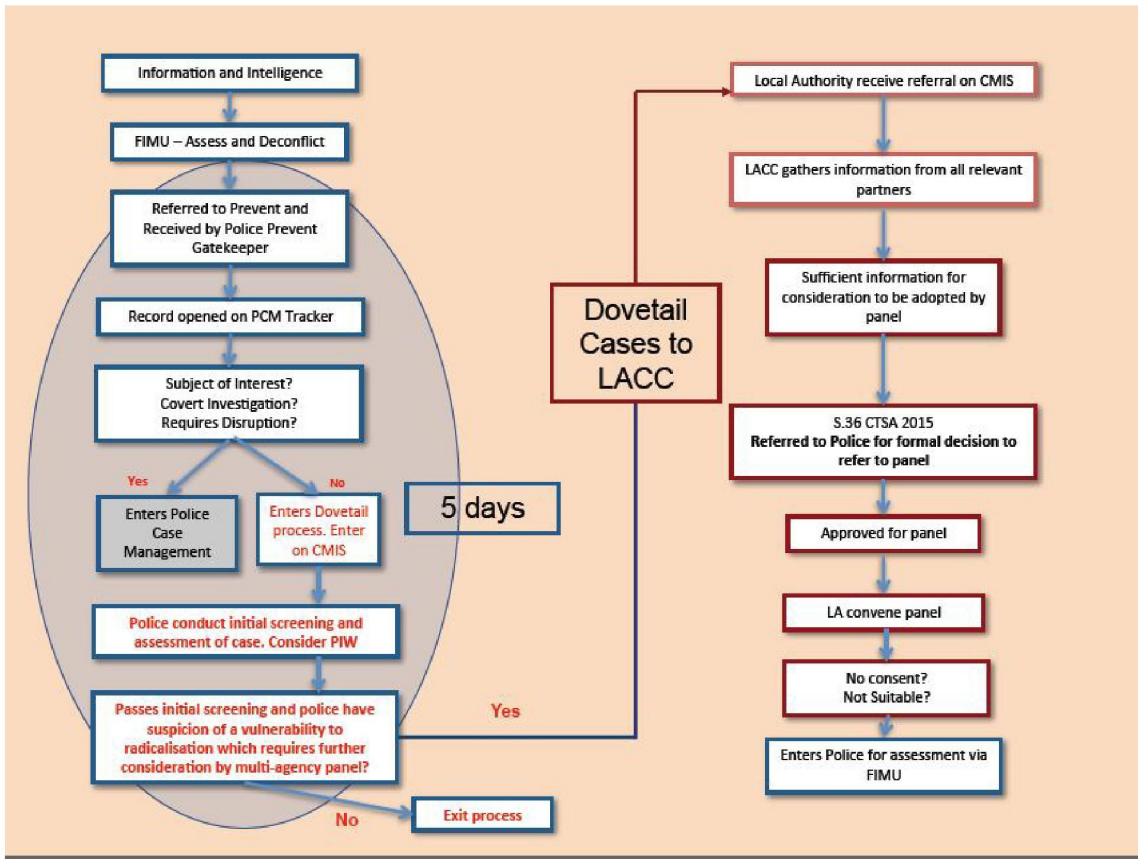 Information and Intelligence
FIMU – Assess and Deconflict
Referred to Prevent and
Received by Police Prevent
Gatekeeper
Record opened on PCM Tracker
Subject of Interest?
Covert Investigation?
Requires Disruption?
Yes
No
Enters Police
Case
Management
Enters Dovetail
process. Enter
on CMIS
5 days
Police conduct initial screening and
assessment of case. Consider PIW
Passes initial screening and police have
suspicion of a vulnerability to
radicalisation which requires further
consideration by multi-agency panel?
Yes
No
Exit process
Dovetail
Cases to
LACC
Local Authority receive referral on CMIS
LACC gathers information from all relevant
partners
Sufficient information for
consideration to be adopted by
panel
S.36 CTSA 2015
Referred to Police for formal decision to
refer to panel
Approved for panel
LA convene panel
No consent?
Not Suitable?
Enters Police for assessment via
FIMU